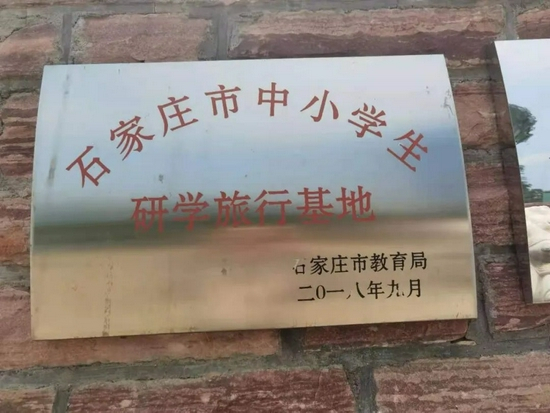 石家庄市中小学生
研学旅行基地
石家庄市教育局
二〇一八年九月